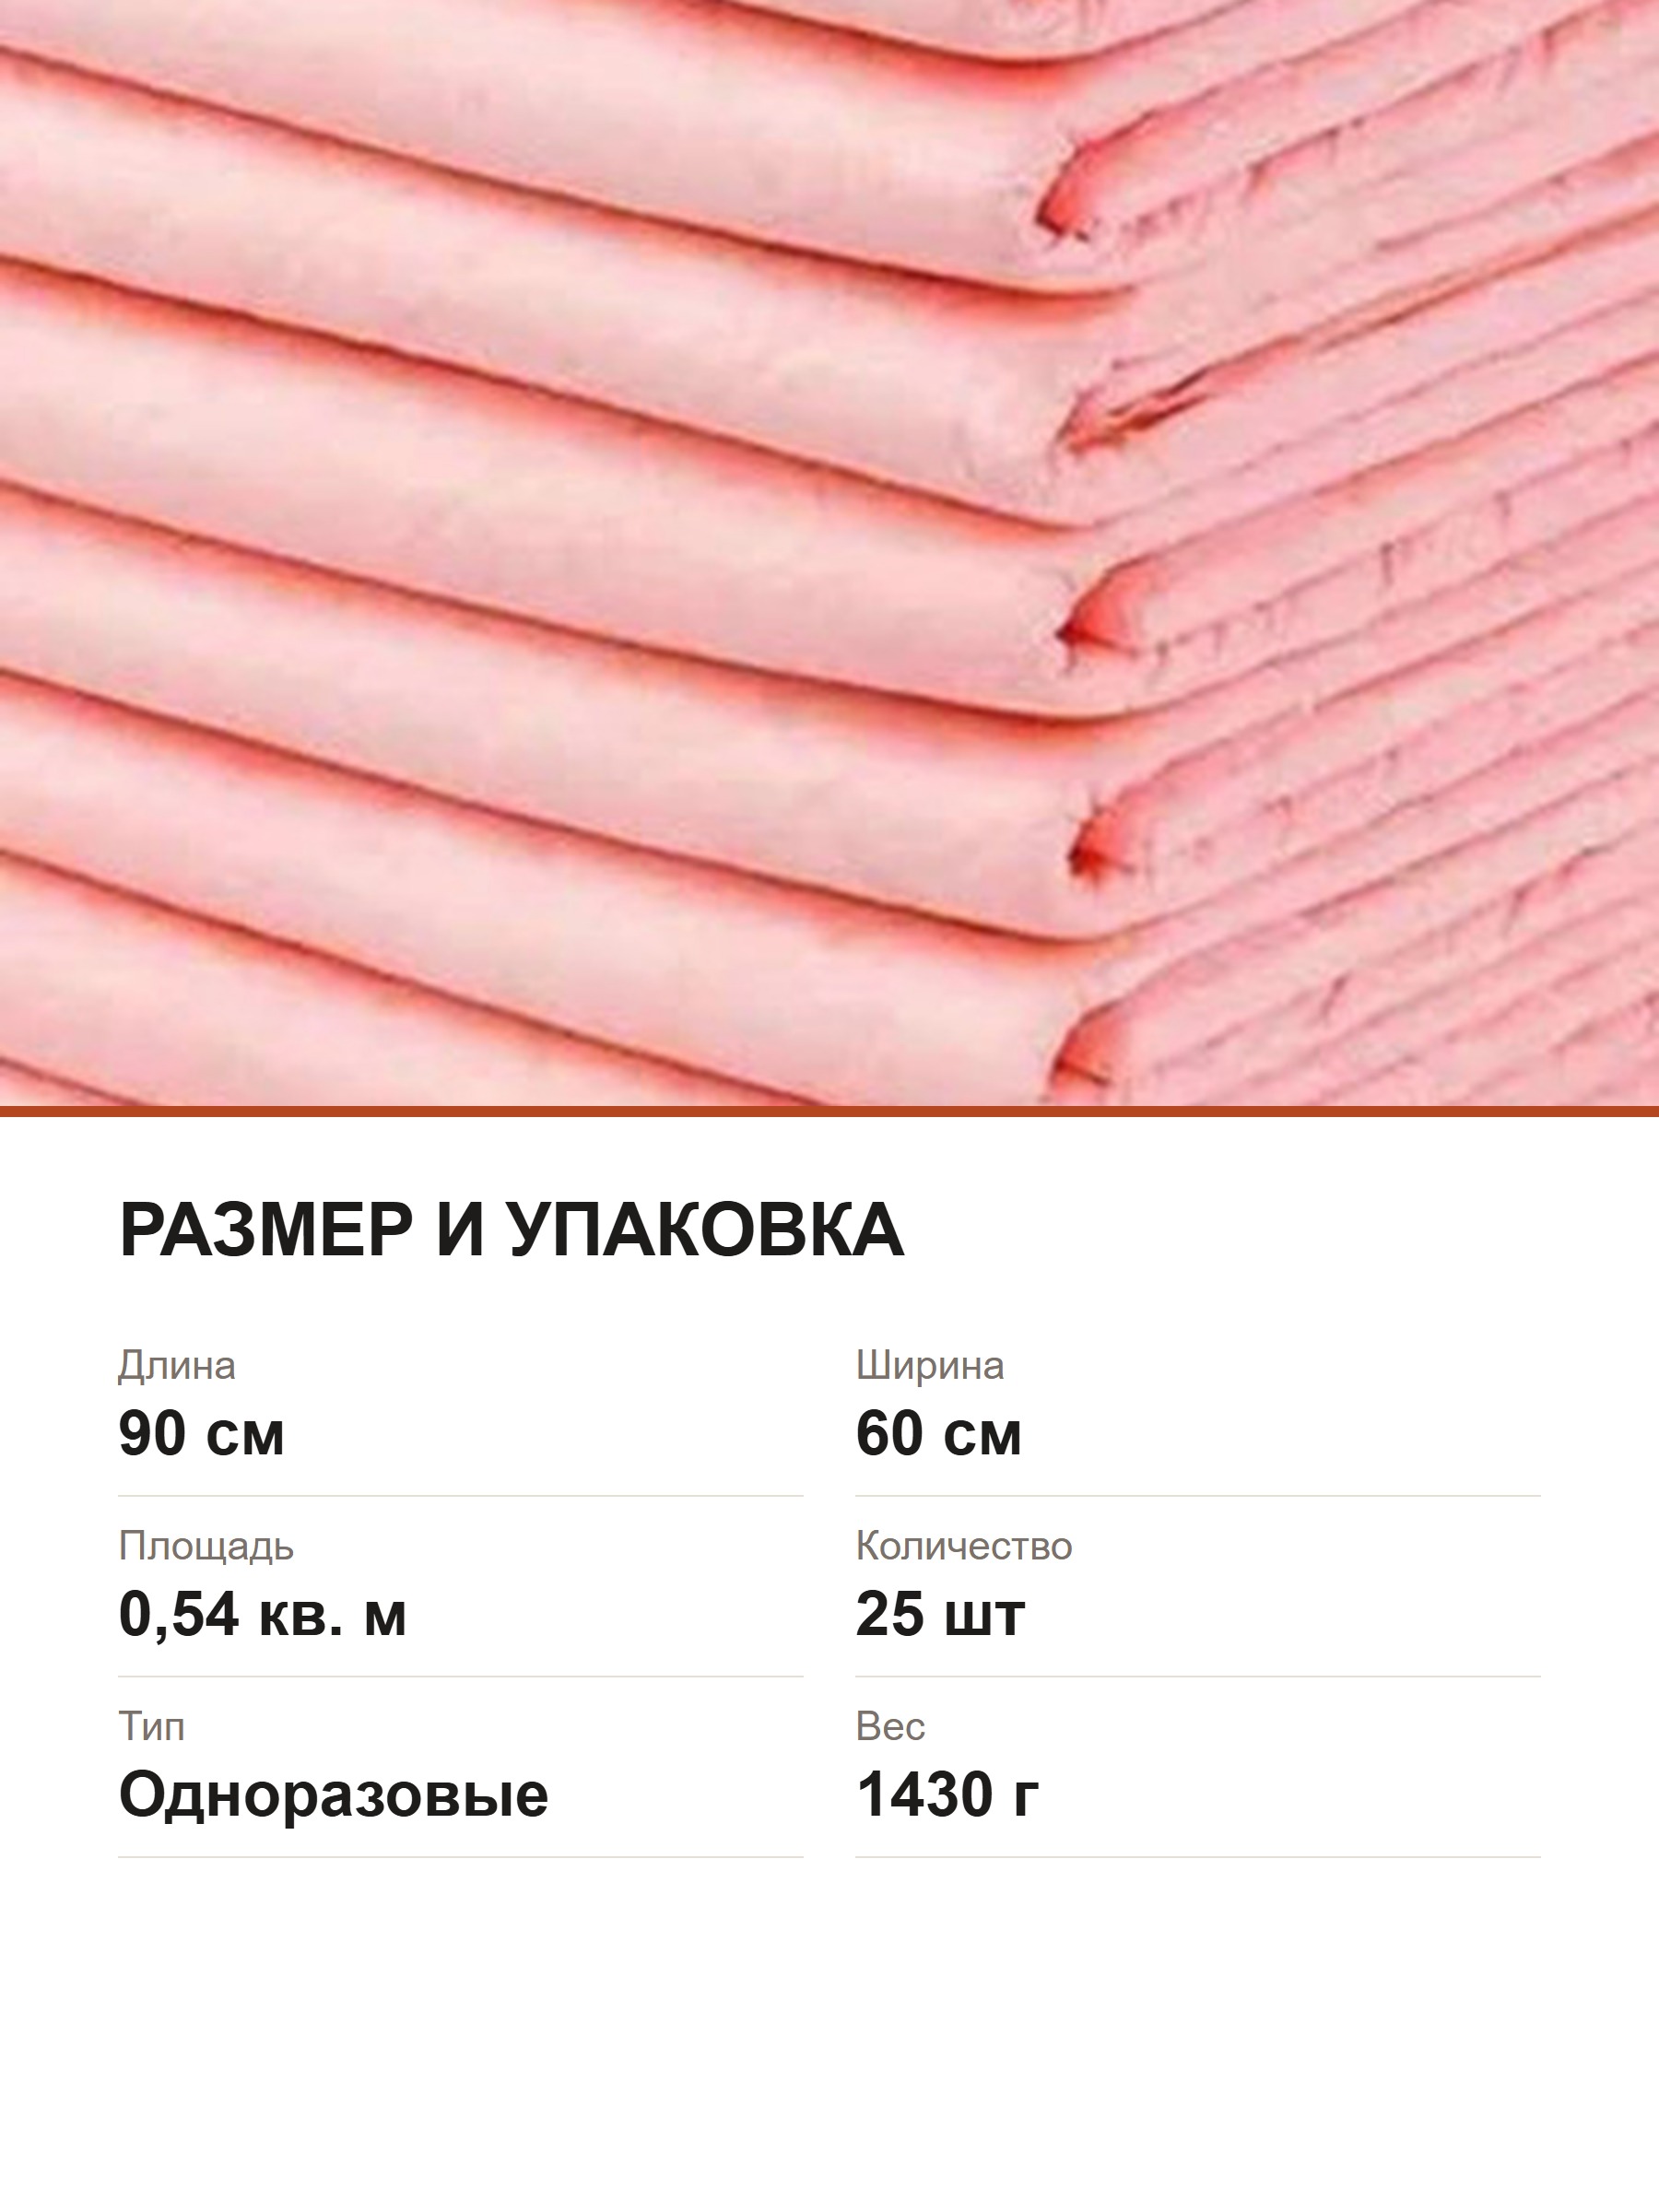 РАЗМЕР И УПАКОВКА
Длина
90 см
Ширина
60 см
Площадь
0,54 кв. м
Количество
25 шт
Тип
Одноразовые
Вес
1430 г